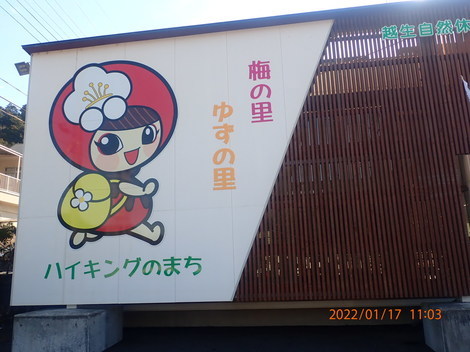 越生自然休
梅の里
ゆずの里
ハイキングのまち
2022/01/17 11:03